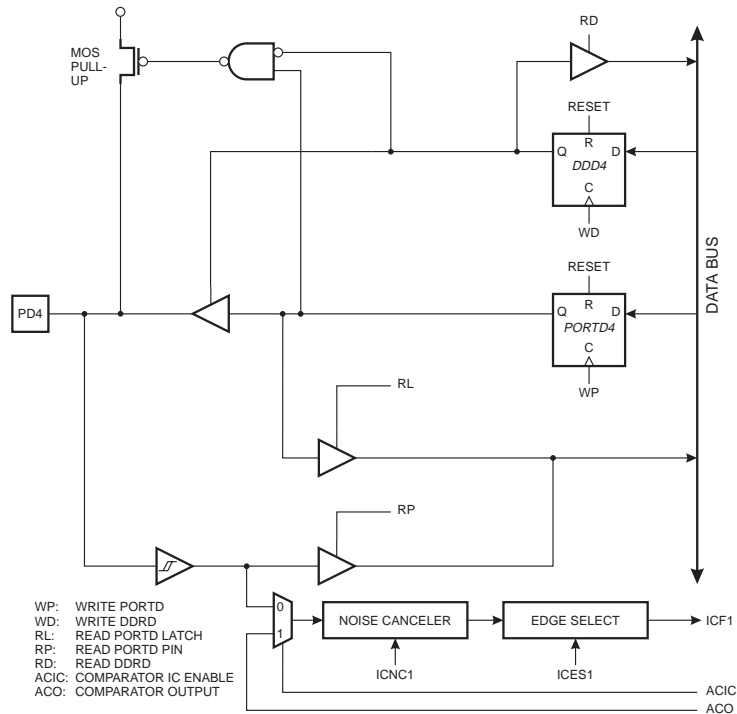 RD
MOS
PULL-
UP
RESET
R
Q
D
DDD4
C
WD
DATA BUS
RESET
R
Q
D
PD4
PORTD4
C
WP
RL
RP
WP: WRITE PORTD
WD: WRITE DDRD
RL: READ PORTD LATCH
RP: READ PORTD PIN
RD: READ DDRD
ACIC: COMPARATOR IC ENABLE
ACO: COMPARATOR OUTPUT
0
1
NOISE CANCELER
EDGE SELECT
ICF1
ICNC1
ICES1
ACIC
ACO